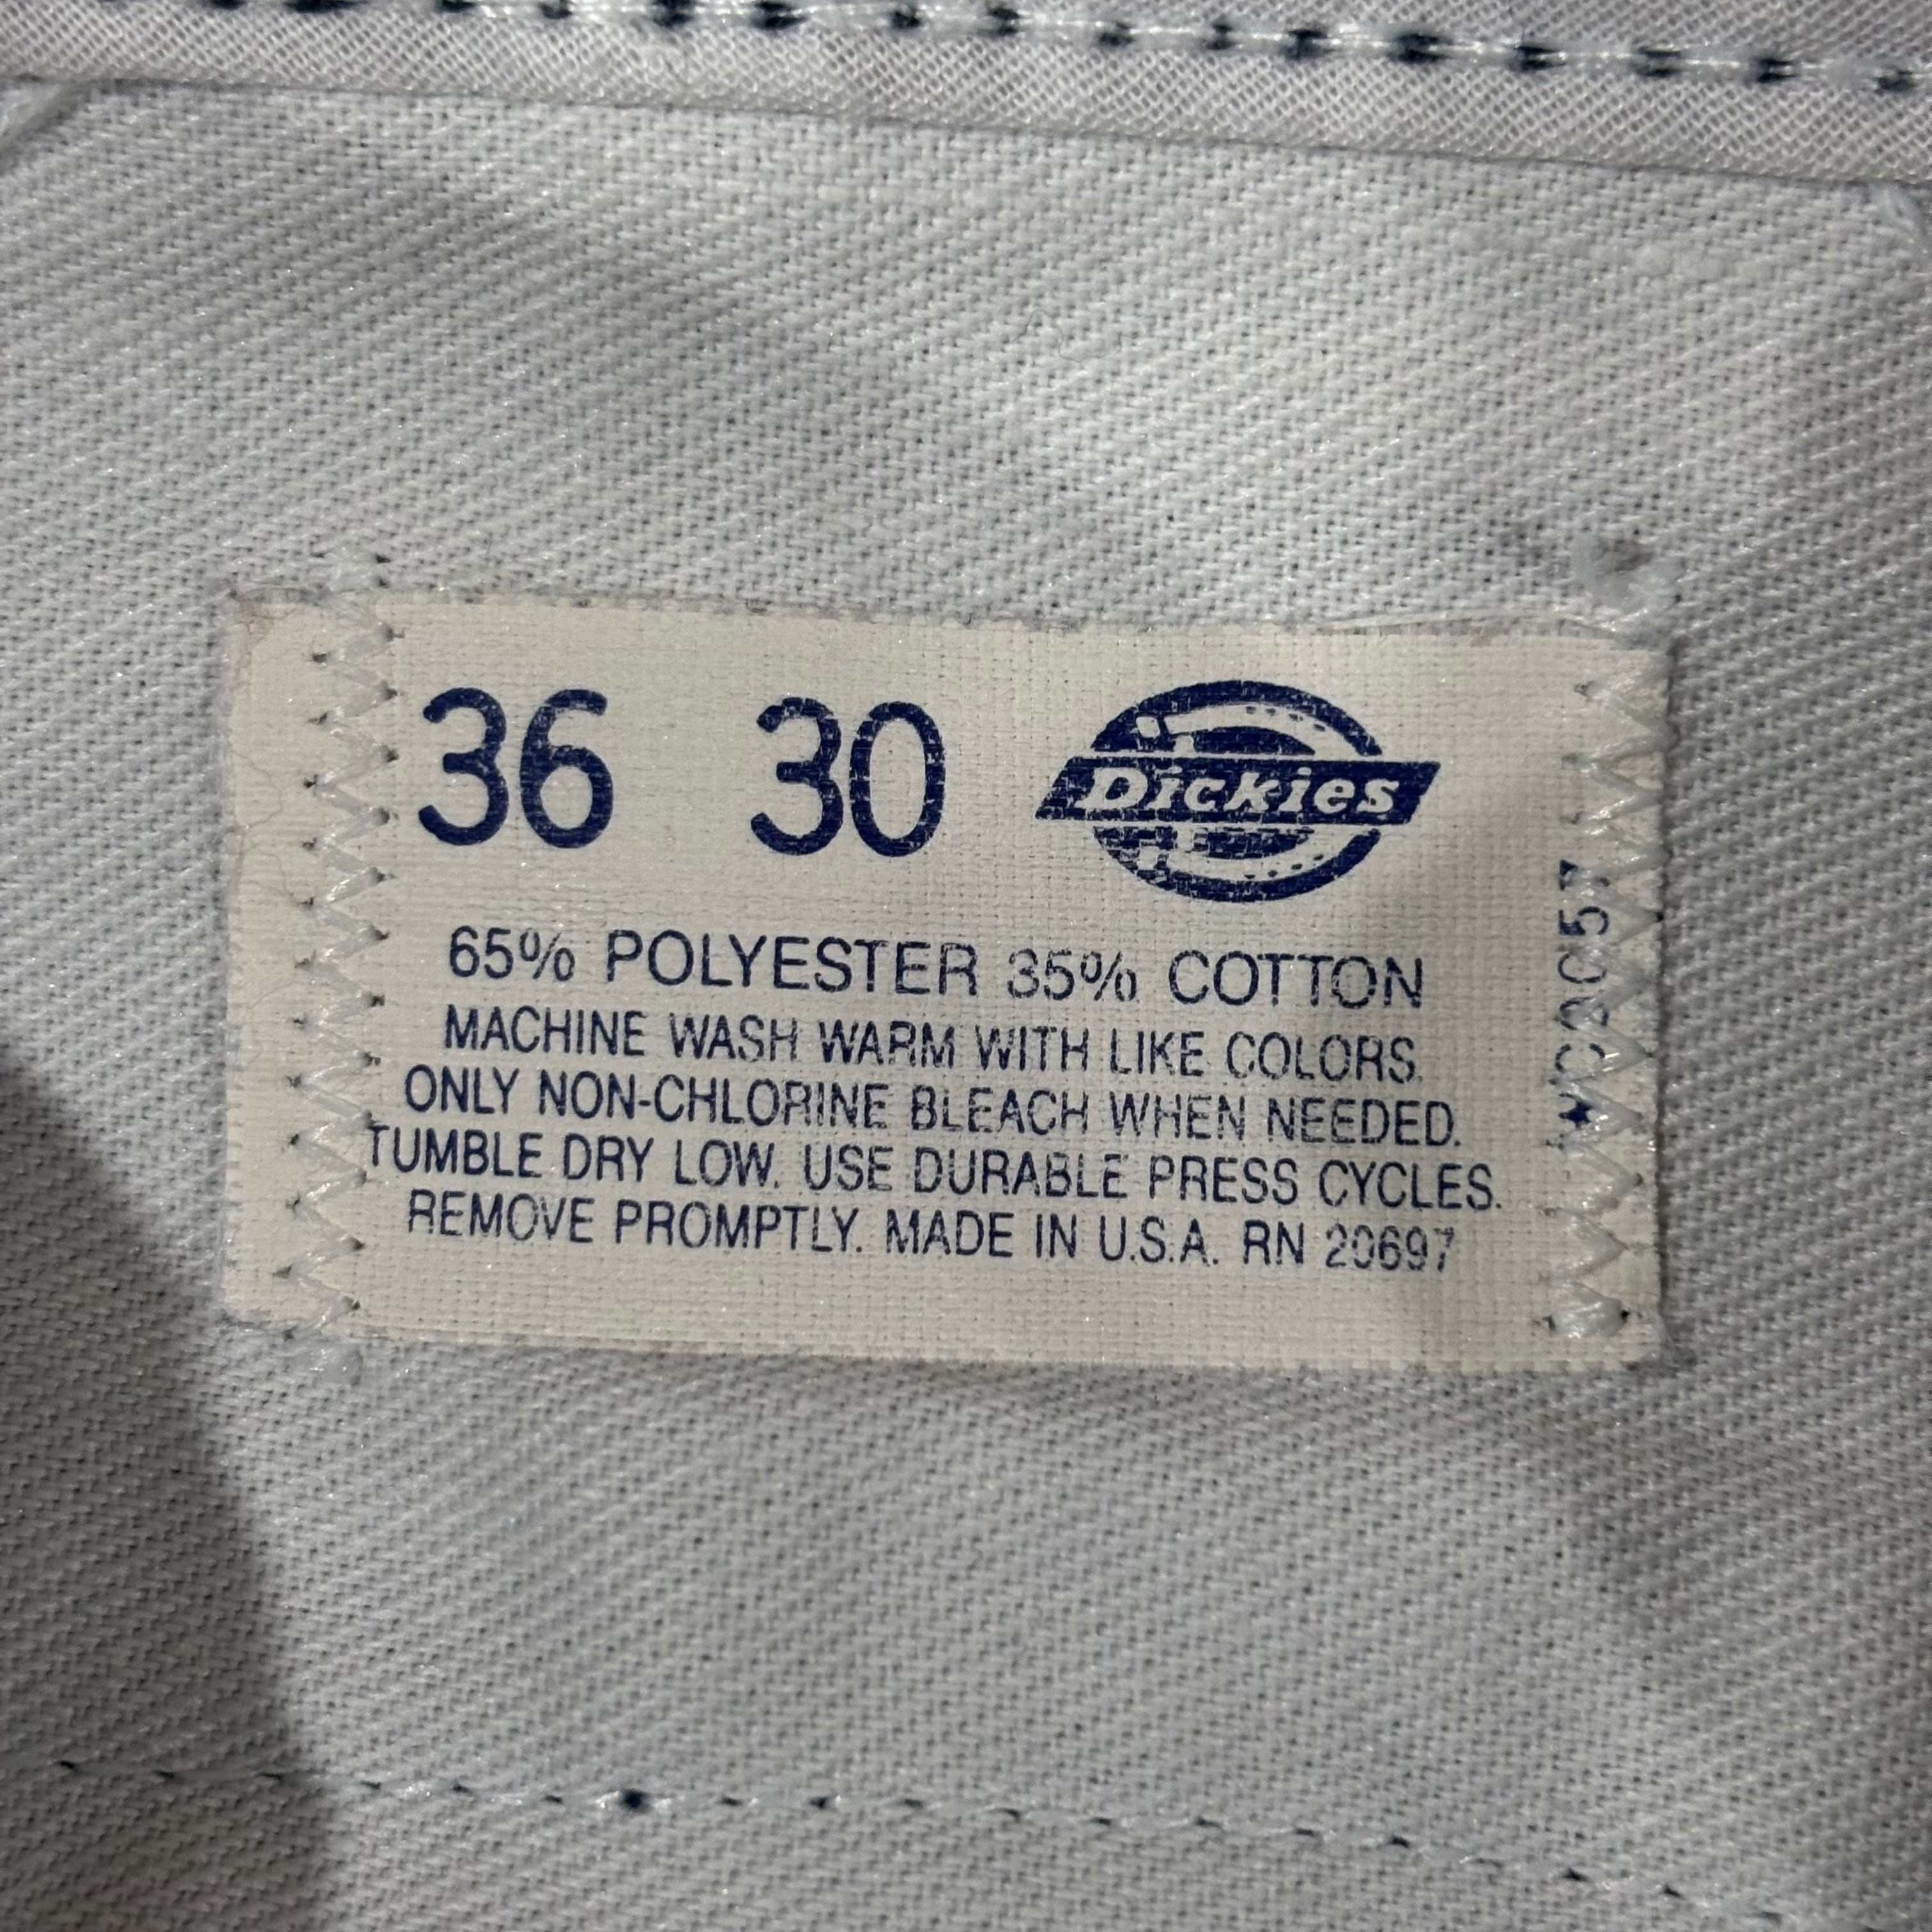 36 30 Dickies
65% POLYESTER 35% COTTON
MACHINE WASH WARM WITH LIKE COLORS.
ONLY NON-CHLORINE BLEACH WHEN NEEDED.
TUMBLE DRY LOW. USE DURABLE PRESS CYCLES.
REMOVE PROMPTLY. MADE IN U.S.A. RN 20697